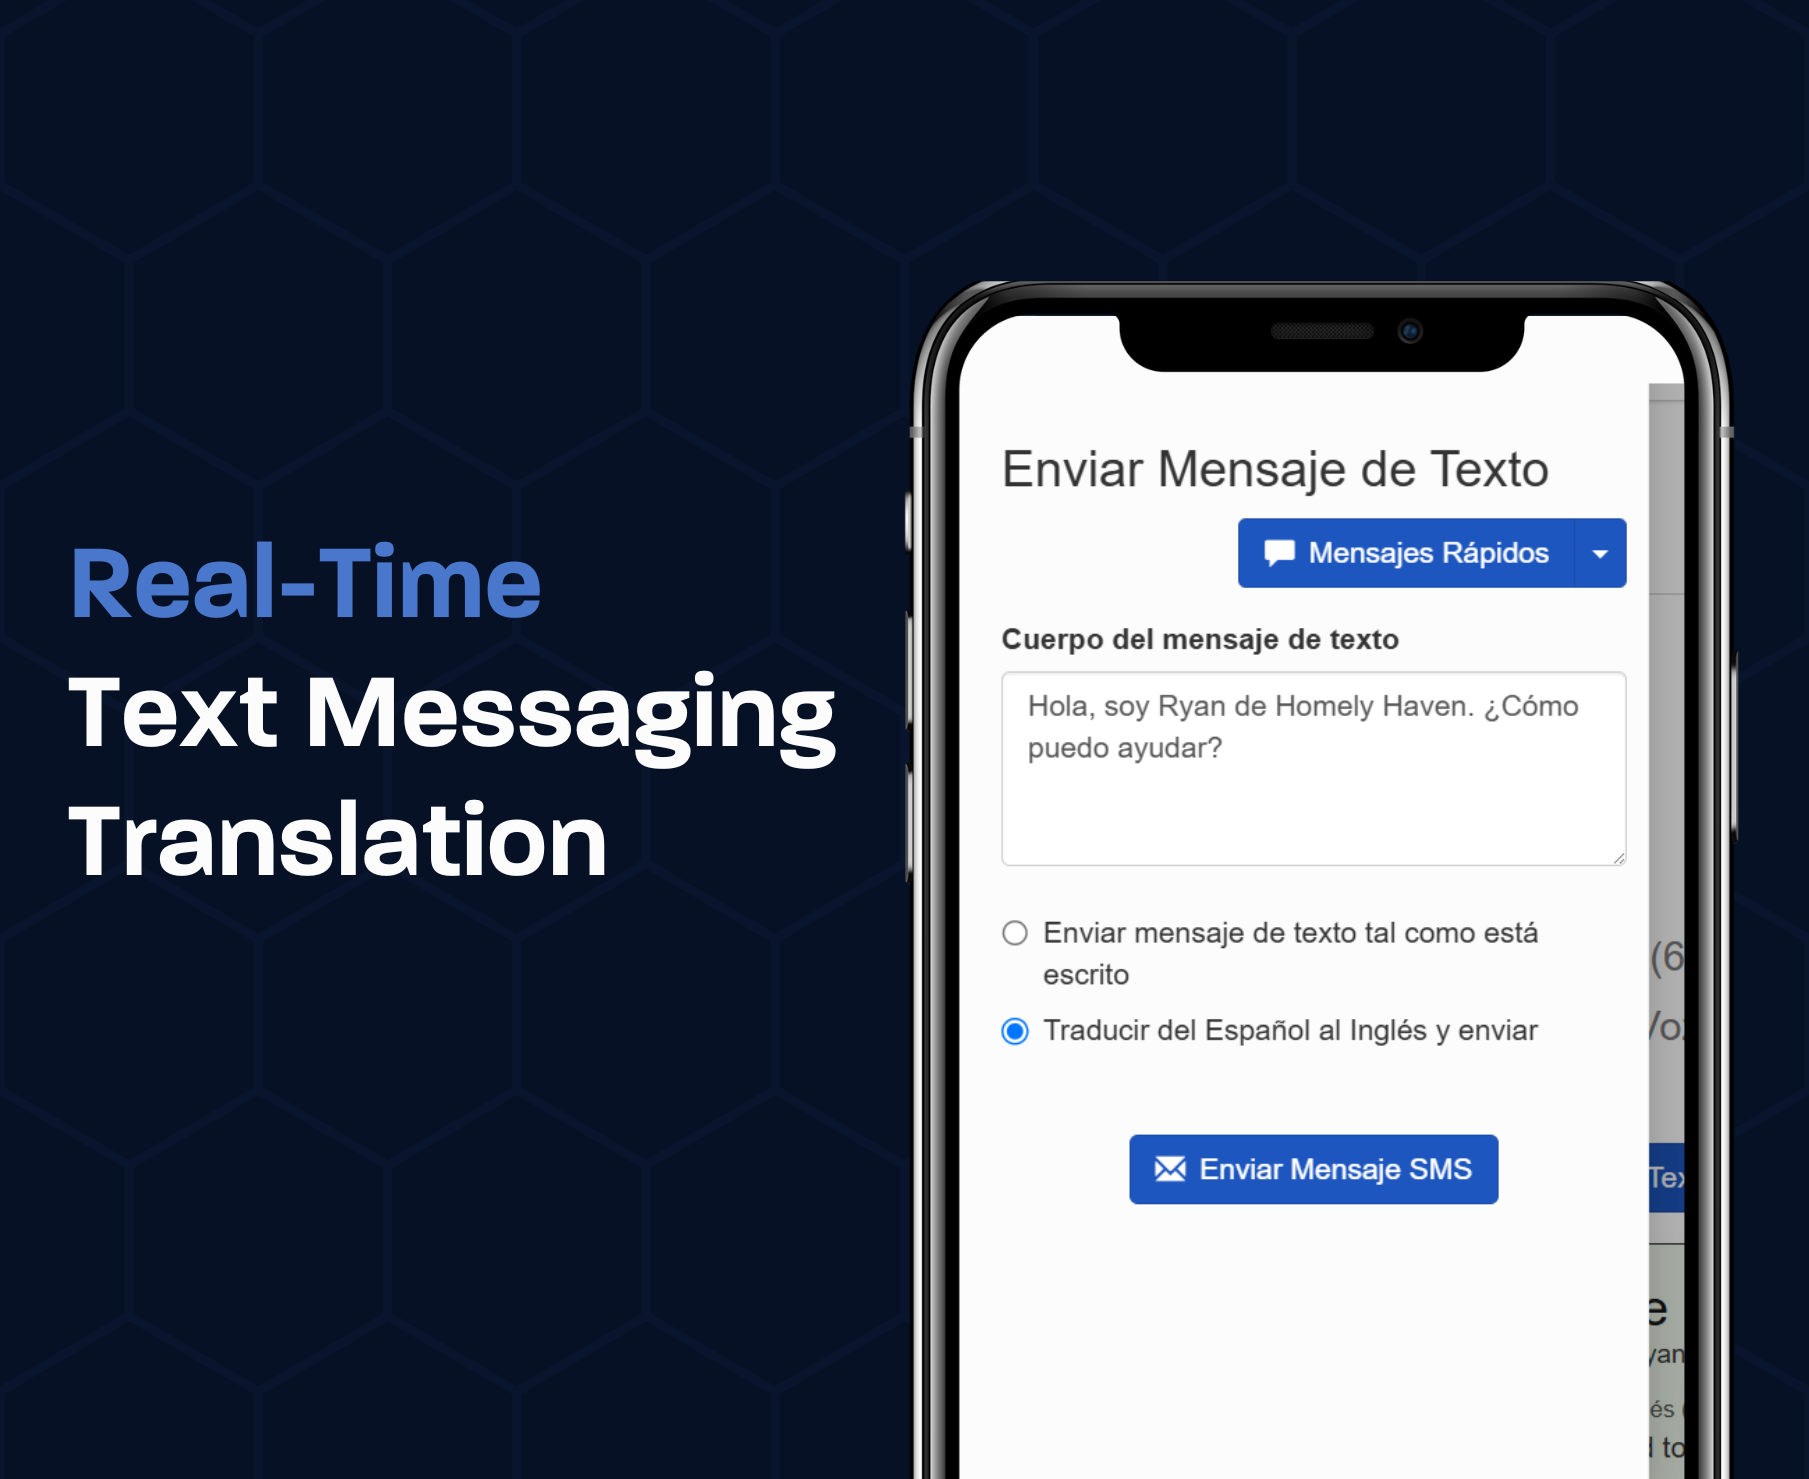 Real-Time
Text Messaging
Translation
Enviar Mensaje de Texto
Mensajes Rápidos
Cuerpo del mensaje de texto
Hola, soy Ryan de Homely Haven. ¿Cómo
puedo ayudar?
Enviar mensaje de texto tal como está
escrito
Traducir del Español al Inglés y enviar
Enviar Mensaje SMS